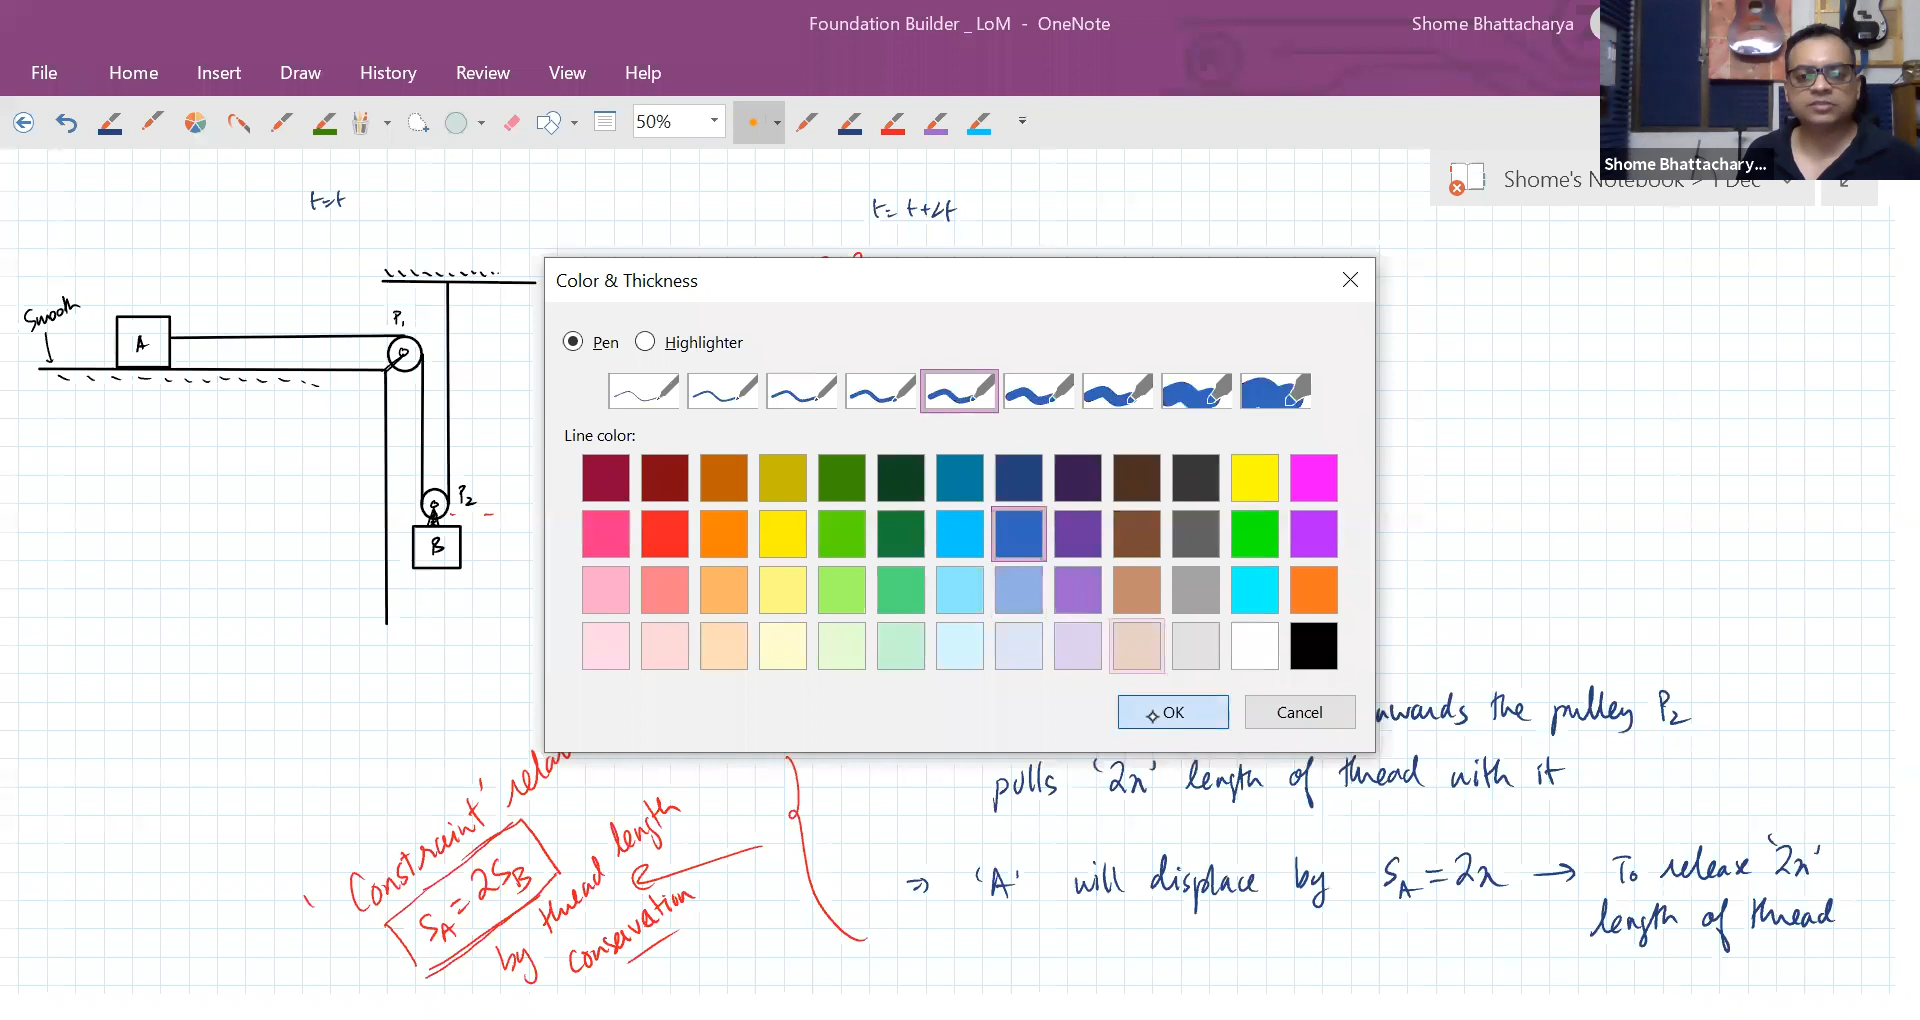 Foundation Builder _ LoM - OneNote
Shome Bhattacharya
File Home Insert Draw History Review View Help
50%
Shome Bhattachary...
Shome's Notebook > 1 Dec
t=t
t= t+Δt
Color & Thickness
Pen Highlighter
Line color:
OK Cancel
Smooth
A
P1
P2
B
nwards the pulley P2
pulls '2x' length of thread with it
⇒ 'A' will displace by SA = 2x → To release '2x'
length of thread
'Constraint' rela
SA = 2SB
by thread length
conservation